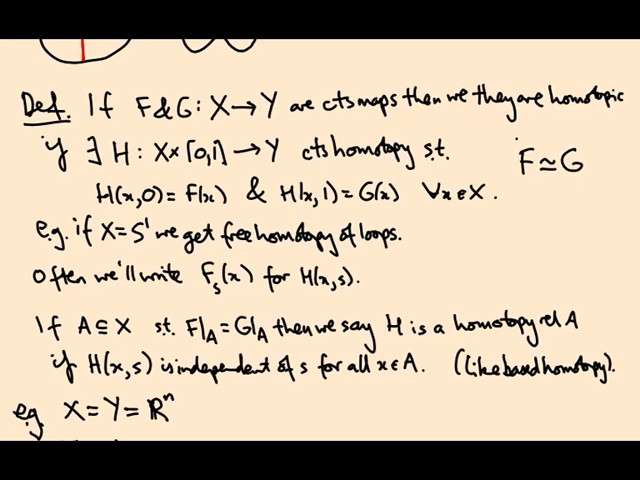 Def. If F & G : X → Y are cts maps then we they are homotopic
if ∃ H : X × [0,1] → Y cts homotopy s.t. F ≃ G
H(x,0) = F(x) & H(x,1) = G(x) ∀x ∈ X.
e.g. if X = S¹ we get free homotopy of loops.
Often we'll write Fₛ(x) for H(x,s).
If A ⊆ X s.t. F|_A = G|_A then we say H is a homotopy rel A
if H(x,s) is independent of s for all x ∈ A. (like based homotopy).
eg. X = Y = ℝⁿ